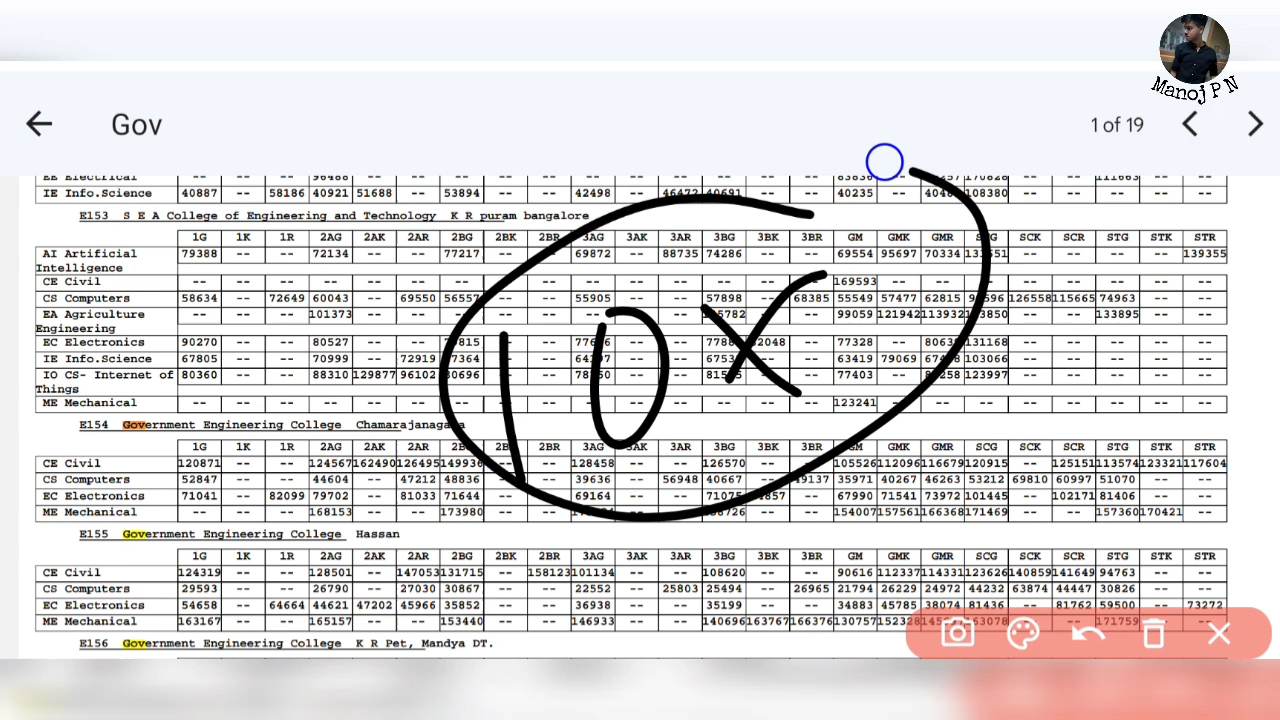 Manoj P N
Gov
1 of 19
EE Electrical -- -- -- 96488 -- -- -- -- -- -- -- -- -- -- --
IE Info.Science 40887 -- 58186 40921 51688 -- 53894 -- -- 42498 -- 46472 40691 -- -- 40235 -- 108380 -- -- -- -- --
E153 S E A College of Engineering and Technology K R puram bangalore
1G 1K 1R 2AG 2AK 2AR 2BG 2BK 2BR 3AG 3AK 3AR 3BG 3BK 3BR GM GMK GMR SCG SCK SCR STG STK STR
AI Artificial 79388 -- -- 72134 -- -- 77217 -- -- 69872 -- 88735 74286 -- -- 69554 95697 70334 -- -- -- -- 139355
Intelligence
CE Civil -- -- -- -- -- -- -- -- -- -- -- -- -- -- -- 169593 -- -- -- -- -- -- -- --
CS Computers 58634 -- 72649 60043 -- 69550 56557 -- -- 55905 -- -- 57898 -- 68385 55549 57477 62815 126558 115665 74963 -- --
EA Agriculture -- -- -- 101373 -- -- -- -- -- -- -- -- -- -- 99059 121942 113932 -- -- 133895 -- --
Engineering
EC Electronics 90270 -- -- 80527 -- -- -- -- -- -- -- -- 77328 -- 131168 -- -- -- -- --
IE Info.Science 67805 -- -- 70999 -- 72919 67364 -- -- -- -- -- -- 63419 79069 103066 -- -- -- -- --
IO CS- Internet of 80360 -- -- 88310 129877 96102 80696 -- -- -- -- -- -- 77403 -- 123997 -- -- -- -- --
Things
ME Mechanical -- -- -- -- -- -- -- -- -- -- -- -- -- -- 123241 -- -- -- -- -- -- -- --
10X
E154 Government Engineering College Chamarajanagara
1G 1K 1R 2AG 2AK 2AR 2BG 2BK 2BR 3AG 3AK 3AR 3BG 3BK 3BR GM GMK GMR SCG SCK SCR STG STK STR
CE Civil 120871 -- -- 124567 162490 126495 149936 -- -- 128458 -- -- 126570 -- -- 105526 112096 116679 120915 -- 125151 113574 123321 117604
CS Computers 52847 -- -- 44604 -- 47212 48836 -- -- 39636 -- 56948 40667 -- 49137 35971 40267 46263 53212 69810 60997 51070 -- --
EC Electronics 71041 -- 82099 79702 -- 81033 71644 -- -- 69164 -- -- 71075 -- 67990 71541 73972 101445 -- 102171 81406 -- --
ME Mechanical -- -- -- 168153 -- -- 173980 -- -- -- -- -- -- 154007 157561 166368 171469 -- -- 157360 170421 --
E155 Government Engineering College Hassan
1G 1K 1R 2AG 2AK 2AR 2BG 2BK 2BR 3AG 3AK 3AR 3BG 3BK 3BR GM GMK GMR SCG SCK SCR STG STK STR
CE Civil 124319 -- -- 128501 -- 147053 131715 -- 158123 101134 -- -- 108620 -- -- 90616 112337 114331 123626 140859 141649 94763 -- --
CS Computers 29593 -- -- 26790 -- 27030 30867 -- -- 22552 -- 25803 25494 -- 26965 21794 26229 24972 44232 63874 44447 30826 -- --
EC Electronics 54658 -- 64664 44621 47202 45966 35852 -- -- 36938 -- -- 35199 -- -- 34883 45785 38074 81436 -- 81762 59500 -- 73272
ME Mechanical 163167 -- -- 165157 -- -- 153440 -- -- 146933 -- -- 140696 163767 166376 130757 -- -- --
E156 Government Engineering College K R Pet, Mandya DT.